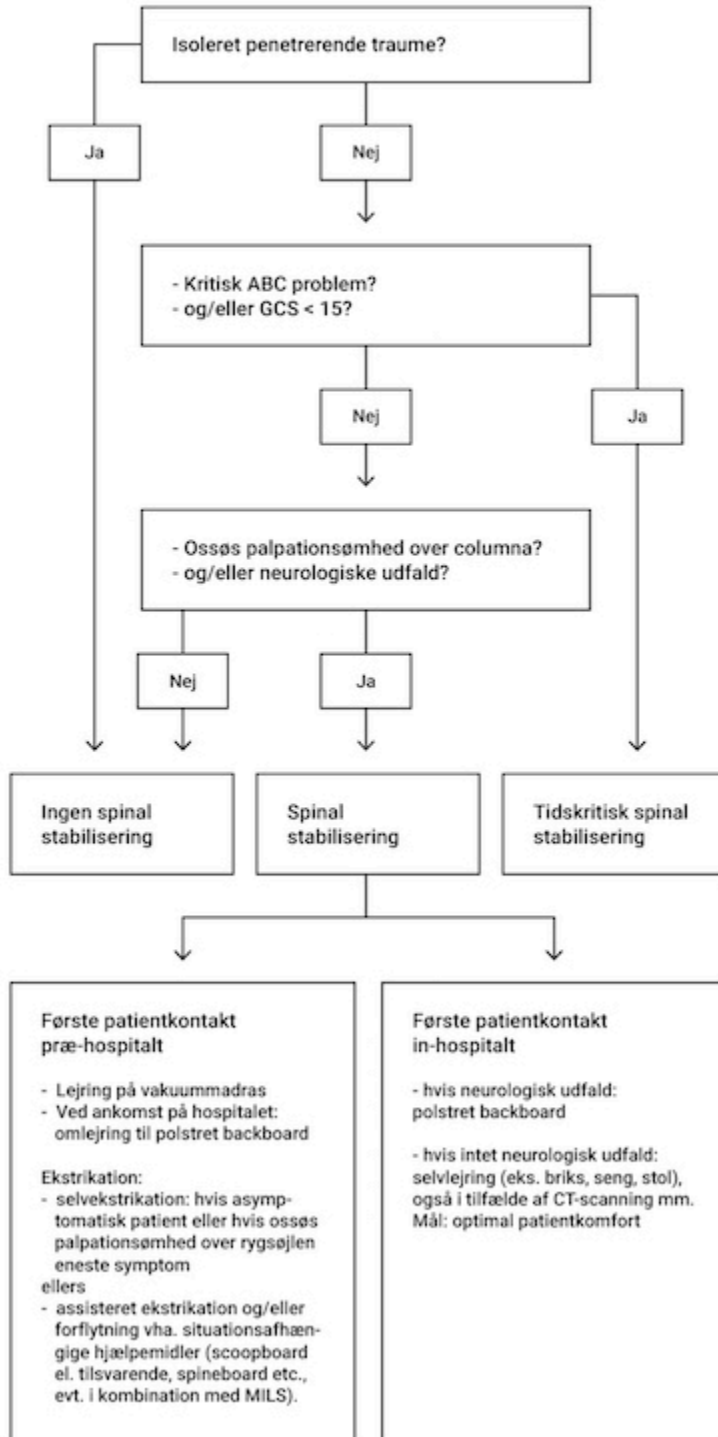 Isoleret penetrerende traume?
Ja
Nej
- Kritisk ABC problem?
- og/eller GCS < 15?
Nej
Ja
- Ossøs palpationsømhed over columna?
- og/eller neurologiske udfald?
Nej
Ja
Ingen spinal
stabilisering
Spinal
stabilisering
Tidskritisk spinal
stabilisering
Første patientkontakt
præ-hospitalt
- Lejring på vakuummadras
- Ved ankomst på hospitalet:
omlejring til polstret backboard
Ekstrikation:
- selvekstrikation: hvis asymp-
tomatisk patient eller hvis ossøs
palpationsømhed over rygsøjlen
eneste symptom
ellers
- assisteret ekstrikation og/eller
forflytning vha. situationsafhæn-
gige hjælpemidler (scoopboard
el. tilsvarende, spineboard etc.,
evt. i kombination med MILS).
Første patientkontakt
in-hospitalt
- hvis neurologisk udfald:
polstret backboard
- hvis intet neurologisk udfald:
selvlejring (eks. briks, seng, stol),
også i tilfælde af CT-scanning mm.
Mål: optimal patientkomfort